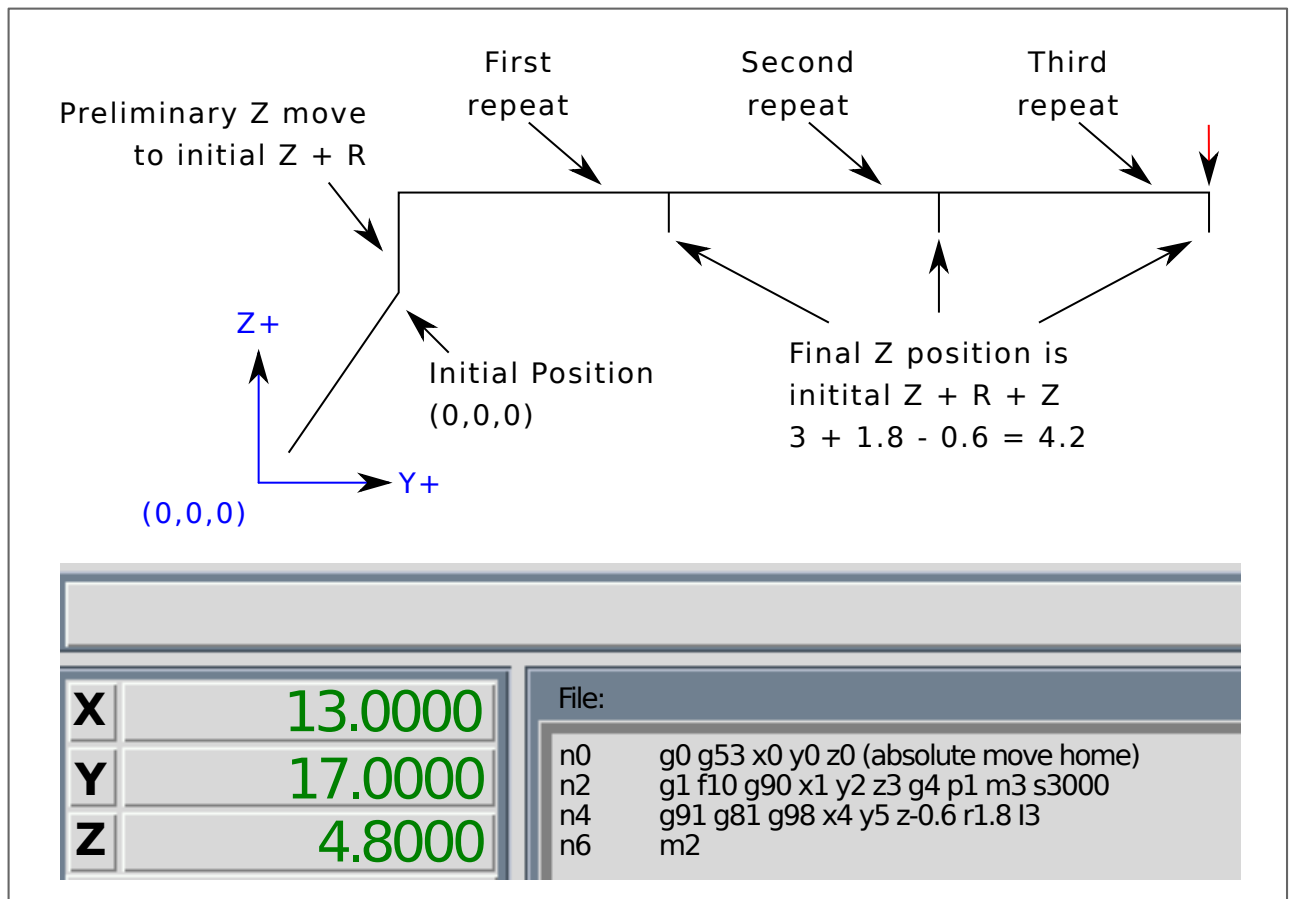 First
repeat
Second
repeat
Third
repeat
Preliminary Z move
to initial Z + R
Z+
Initial Position
(0,0,0)
Final Z position is
initital Z + R + Z
3 + 1.8 - 0.6 = 4.2
Y+
(0,0,0)
X 13.0000
Y 17.0000
Z 4.8000
File:
n0 g0 g53 x0 y0 z0 (absolute move home)
n2 g1 f10 g90 x1 y2 z3 g4 p1 m3 s3000
n4 g91 g81 g98 x4 y5 z-0.6 r1.8 l3
n6 m2